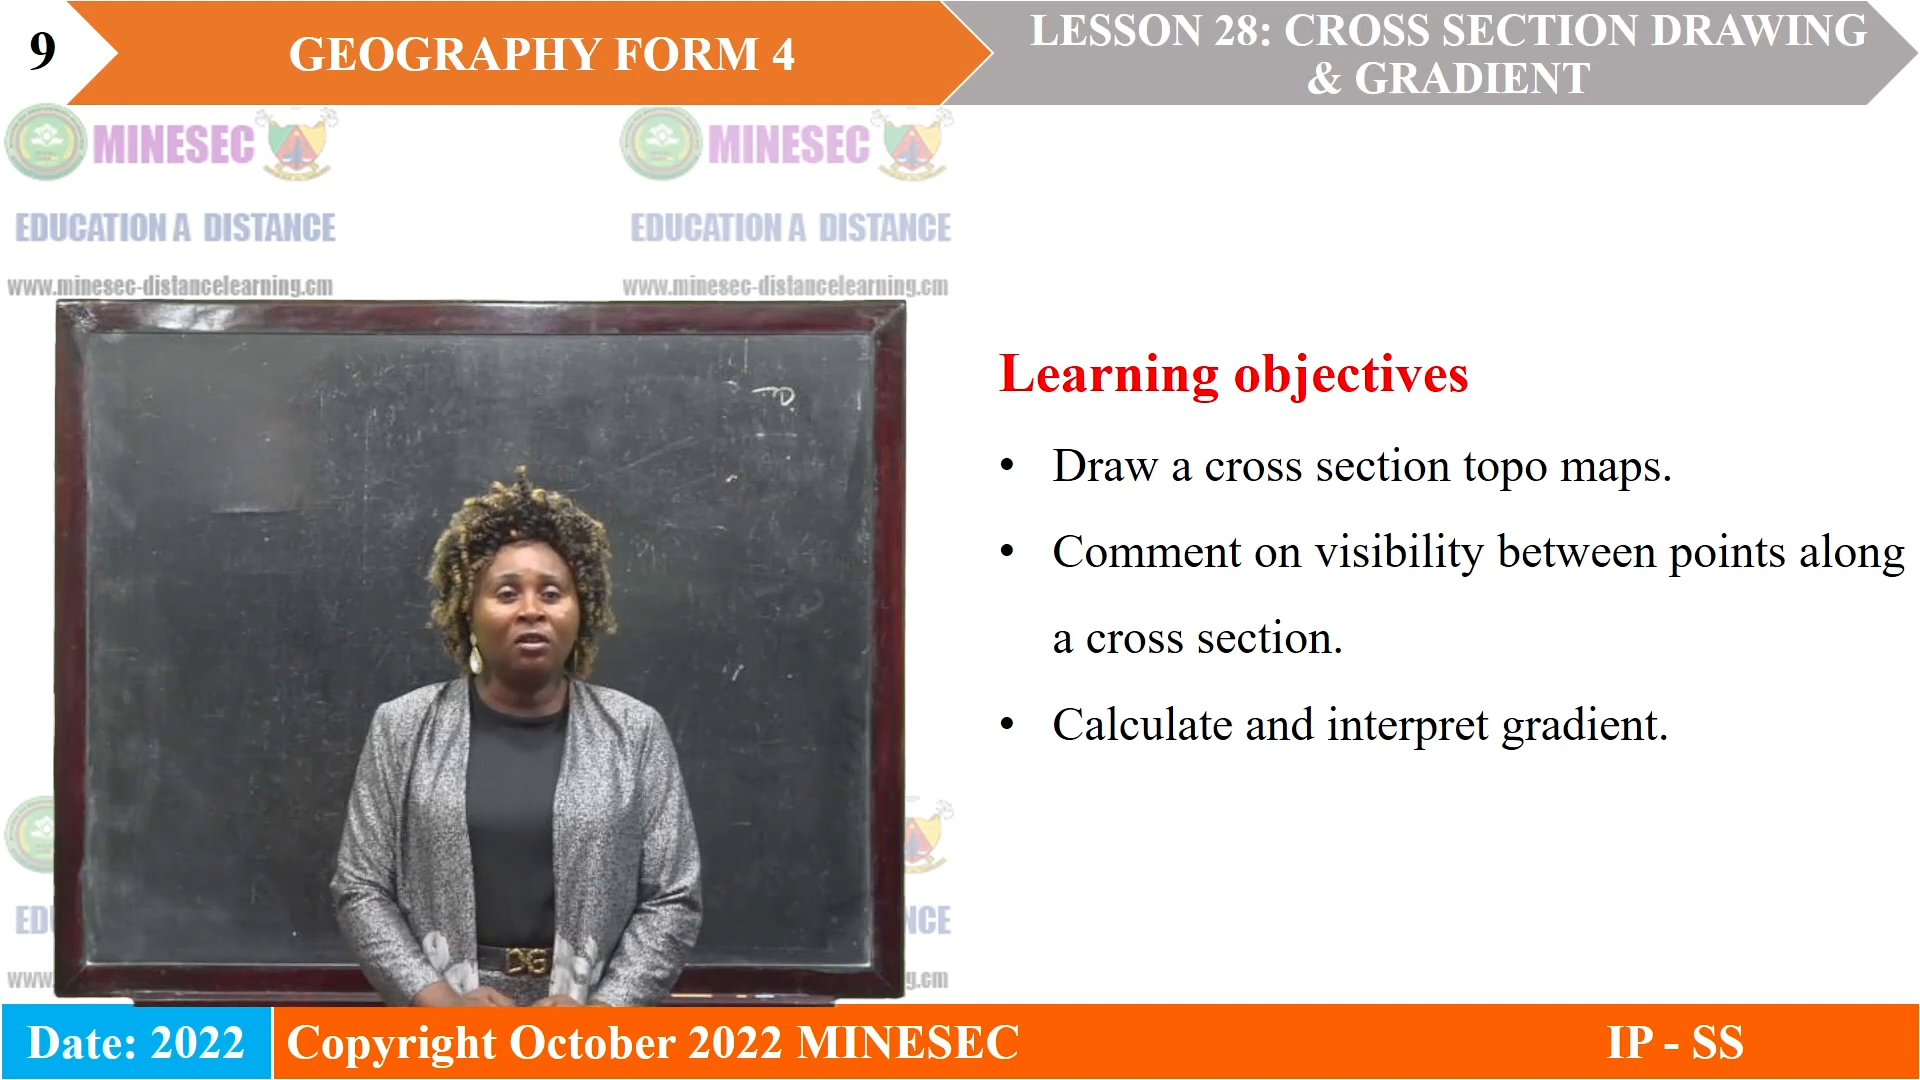 9
GEOGRAPHY FORM 4
LESSON 28: CROSS SECTION DRAWING
& GRADIENT
MINESEC
MINESEC
EDUCATION A DISTANCE
EDUCATION A DISTANCE
www.minesec-distancelearning.cm
www.minesec-distancelearning.cm
Learning objectives
• Draw a cross section topo maps.
• Comment on visibility between points along
a cross section.
• Calculate and interpret gradient.
DG
Date: 2022
Copyright October 2022 MINESEC
IP - SS